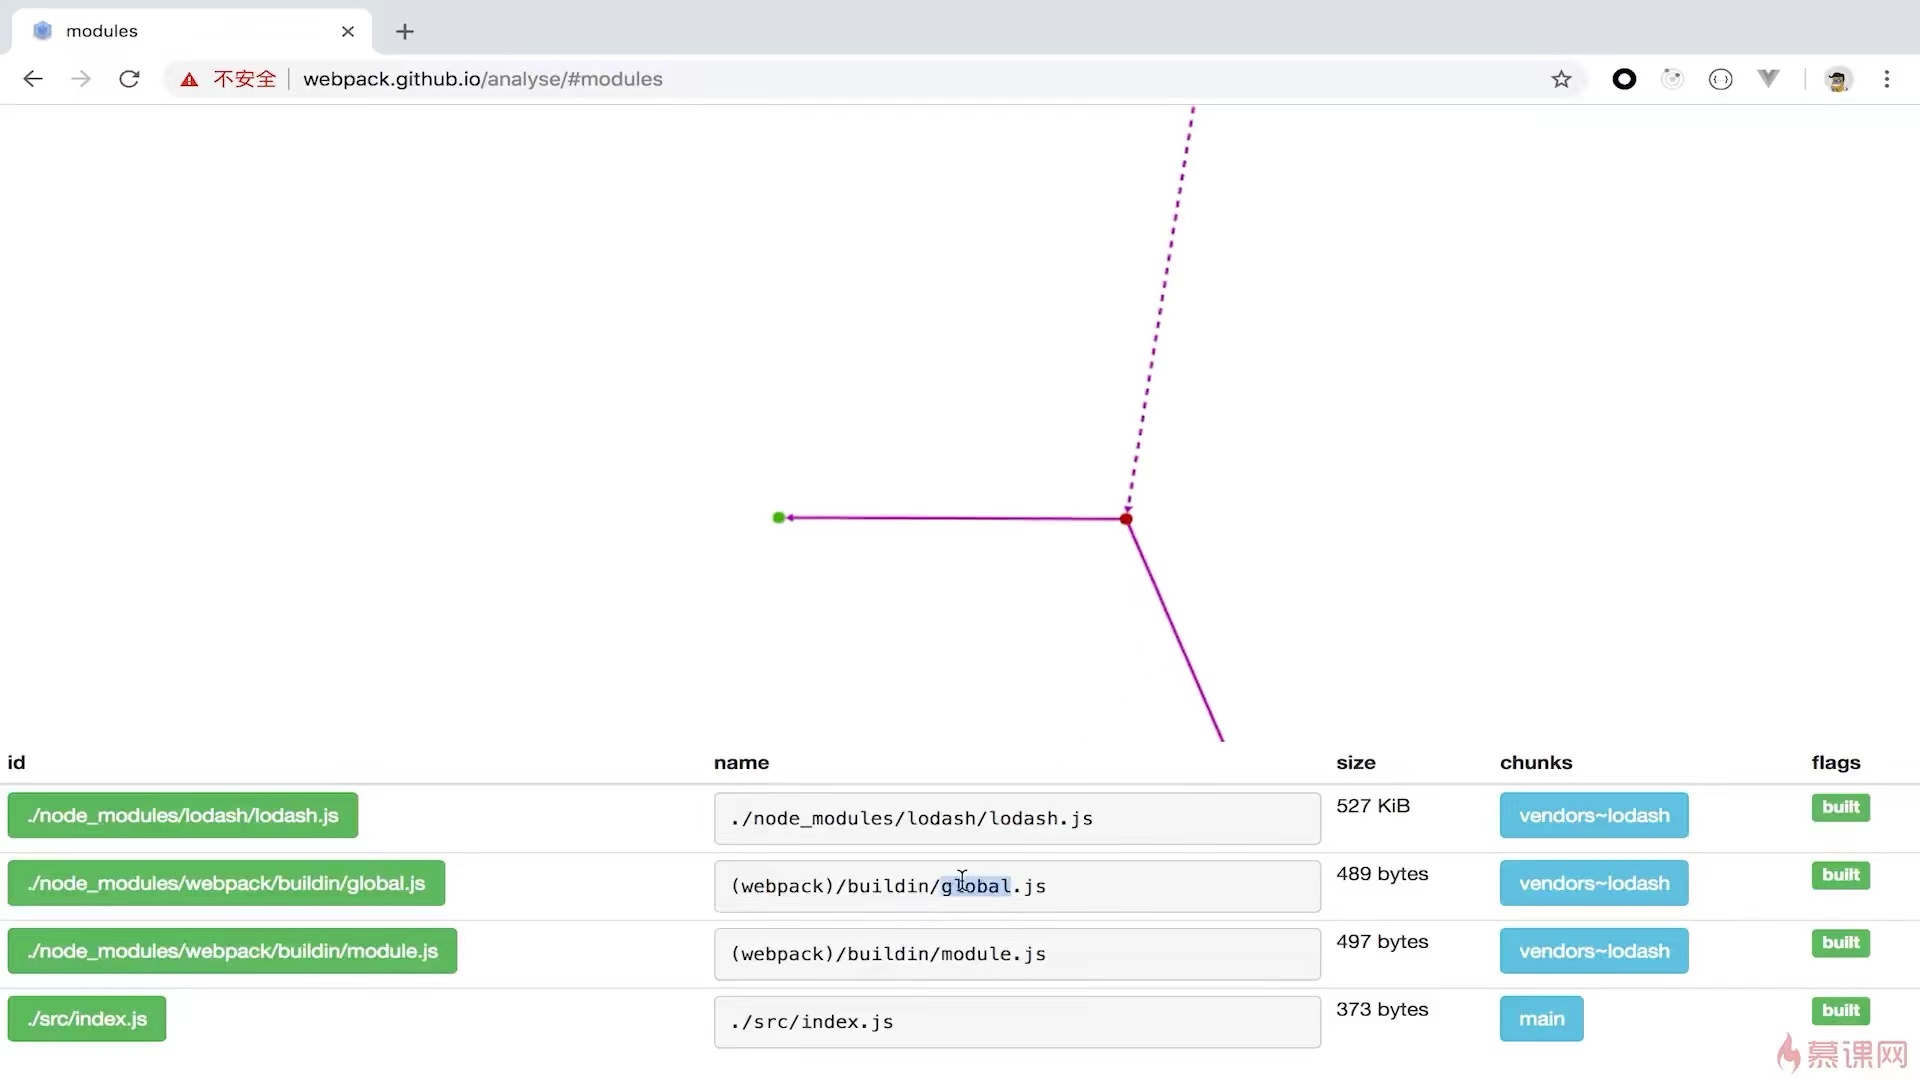 modules
不安全 webpack.github.io/analyse/#modules
id name size chunks flags
./node_modules/lodash/lodash.js ./node_modules/lodash/lodash.js 527 KiB vendors~lodash built
./node_modules/webpack/buildin/global.js (webpack)/buildin/global.js 489 bytes vendors~lodash built
./node_modules/webpack/buildin/module.js (webpack)/buildin/module.js 497 bytes vendors~lodash built
./src/index.js ./src/index.js 373 bytes main built
慕课网